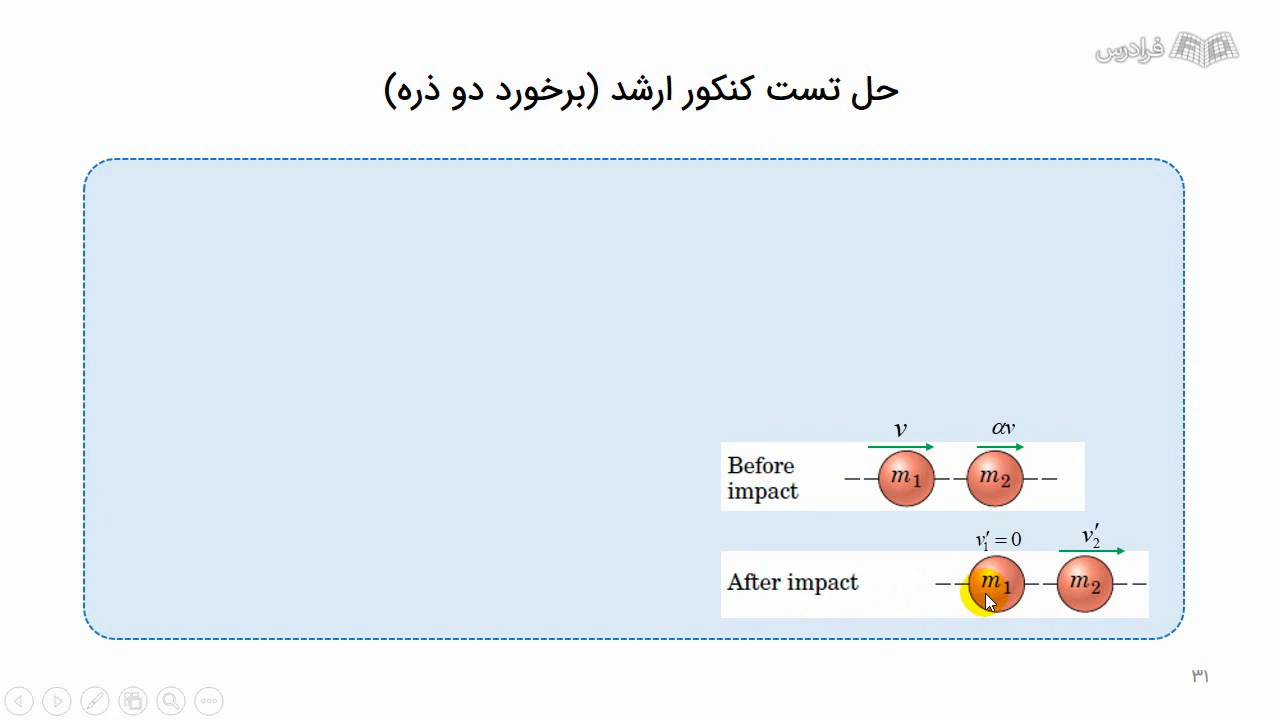 فرادرس
حل تست کنکور ارشد (برخورد دو ذره)
v αv
Before
impact
m₁ m₂
v₁′ = 0 v₂′
After impact
m₁ m₂
۳۱